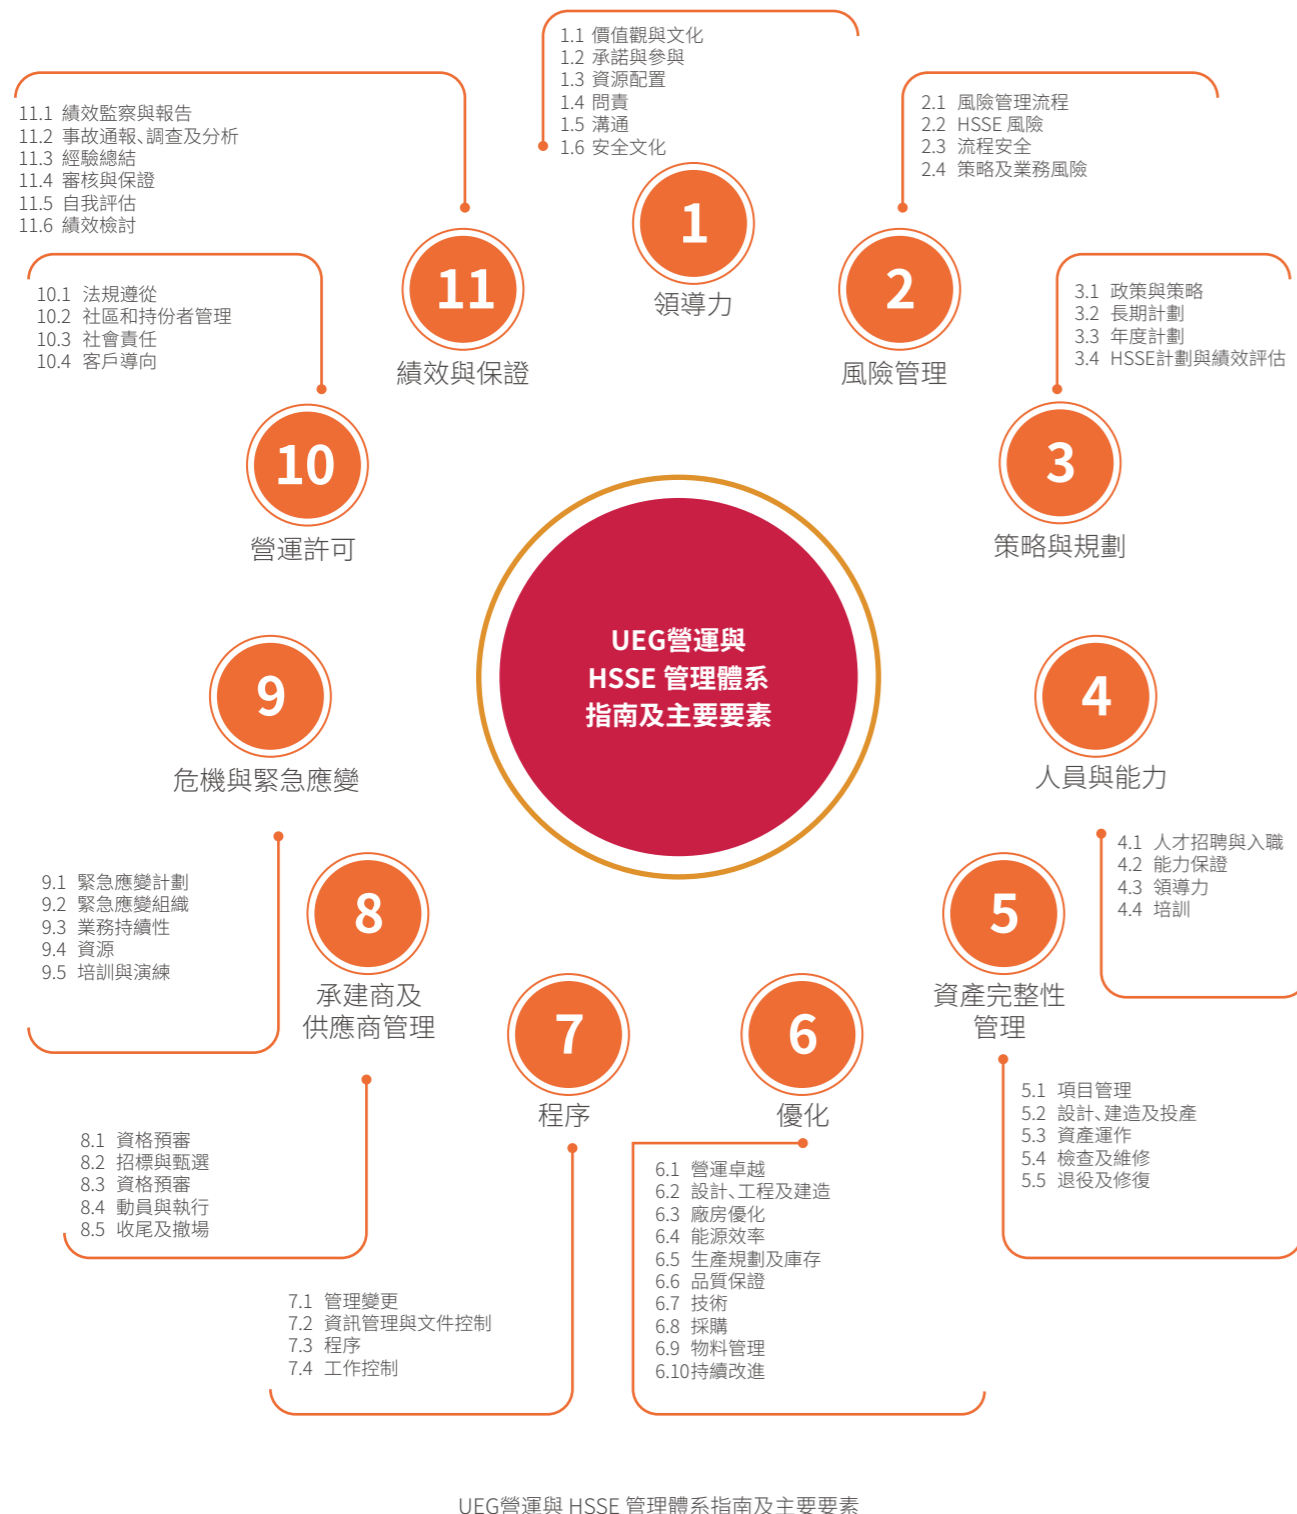 1.1 價值觀與文化
1.2 承諾與參與
1.3 資源配置
1.4 問責
1.5 溝通
1.6 安全文化
1
領導力
2.1 風險管理流程
2.2 HSSE 風險
2.3 流程安全
2.4 策略及業務風險
2
風險管理
3.1 政策與策略
3.2 長期計劃
3.3 年度計劃
3.4 HSSE計劃與績效評估
3
策略與規劃
4
人員與能力
4.1 人才招聘與入職
4.2 能力保證
4.3 領導力
4.4 培訓
5
資產完整性
管理
5.1 項目管理
5.2 設計、建造及投產
5.3 資產運作
5.4 檢查及維修
5.5 退役及修復
6
優化
6.1 營運卓越
6.2 設計、工程及建造
6.3 廠房優化
6.4 能源效率
6.5 生產規劃及庫存
6.6 品質保證
6.7 技術
6.8 採購
6.9 物料管理
6.10持續改進
7
程序
7.1 管理變更
7.2 資訊管理與文件控制
7.3 程序
7.4 工作控制
8
承建商及
供應商管理
8.1 資格預審
8.2 招標與甄選
8.3 資格預審
8.4 動員與執行
8.5 收尾及撤場
9
危機與緊急應變
9.1 緊急應變計劃
9.2 緊急應變組織
9.3 業務持續性
9.4 資源
9.5 培訓與演練
10.1 法規遵從
10.2 社區和持份者管理
10.3 社會責任
10.4 客戶導向
10
營運許可
11.1 績效監察與報告
11.2 事故通報、調查及分析
11.3 經驗總結
11.4 審核與保證
11.5 自我評估
11.6 績效檢討
11
績效與保證
UEG營運與
HSSE 管理體系
指南及主要要素
UEG營運與 HSSE 管理體系指南及主要要素